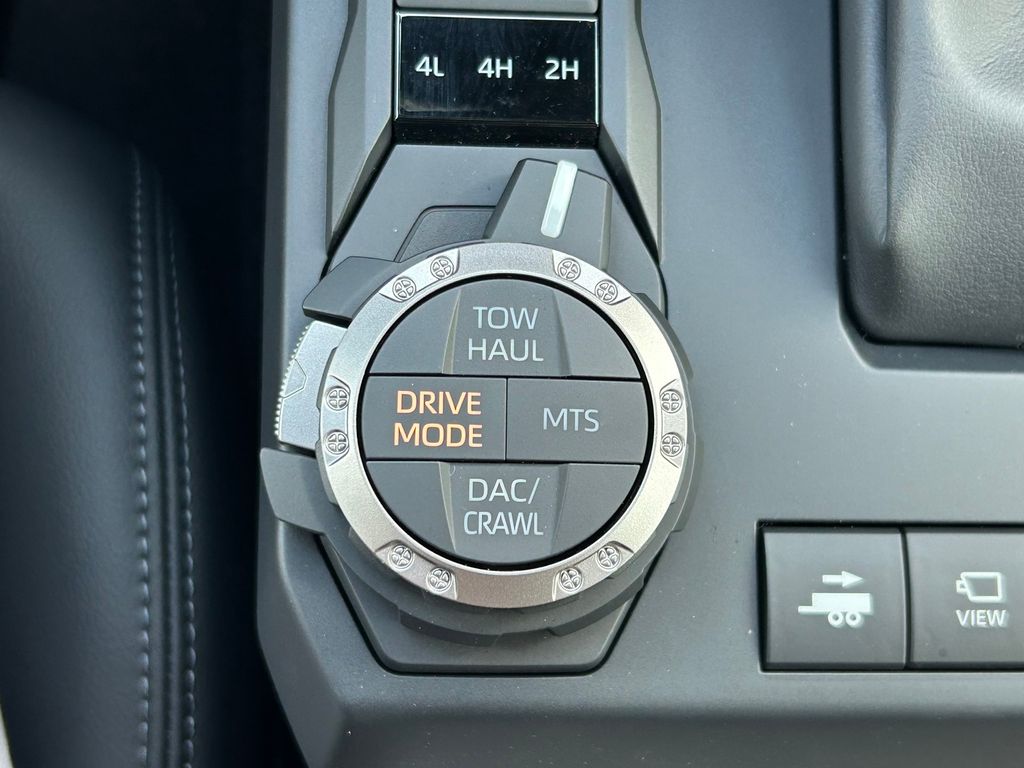 4L 4H 2H
TOW
HAUL
DRIVE
MODE
MTS
DAC/
CRAWL
VIEW